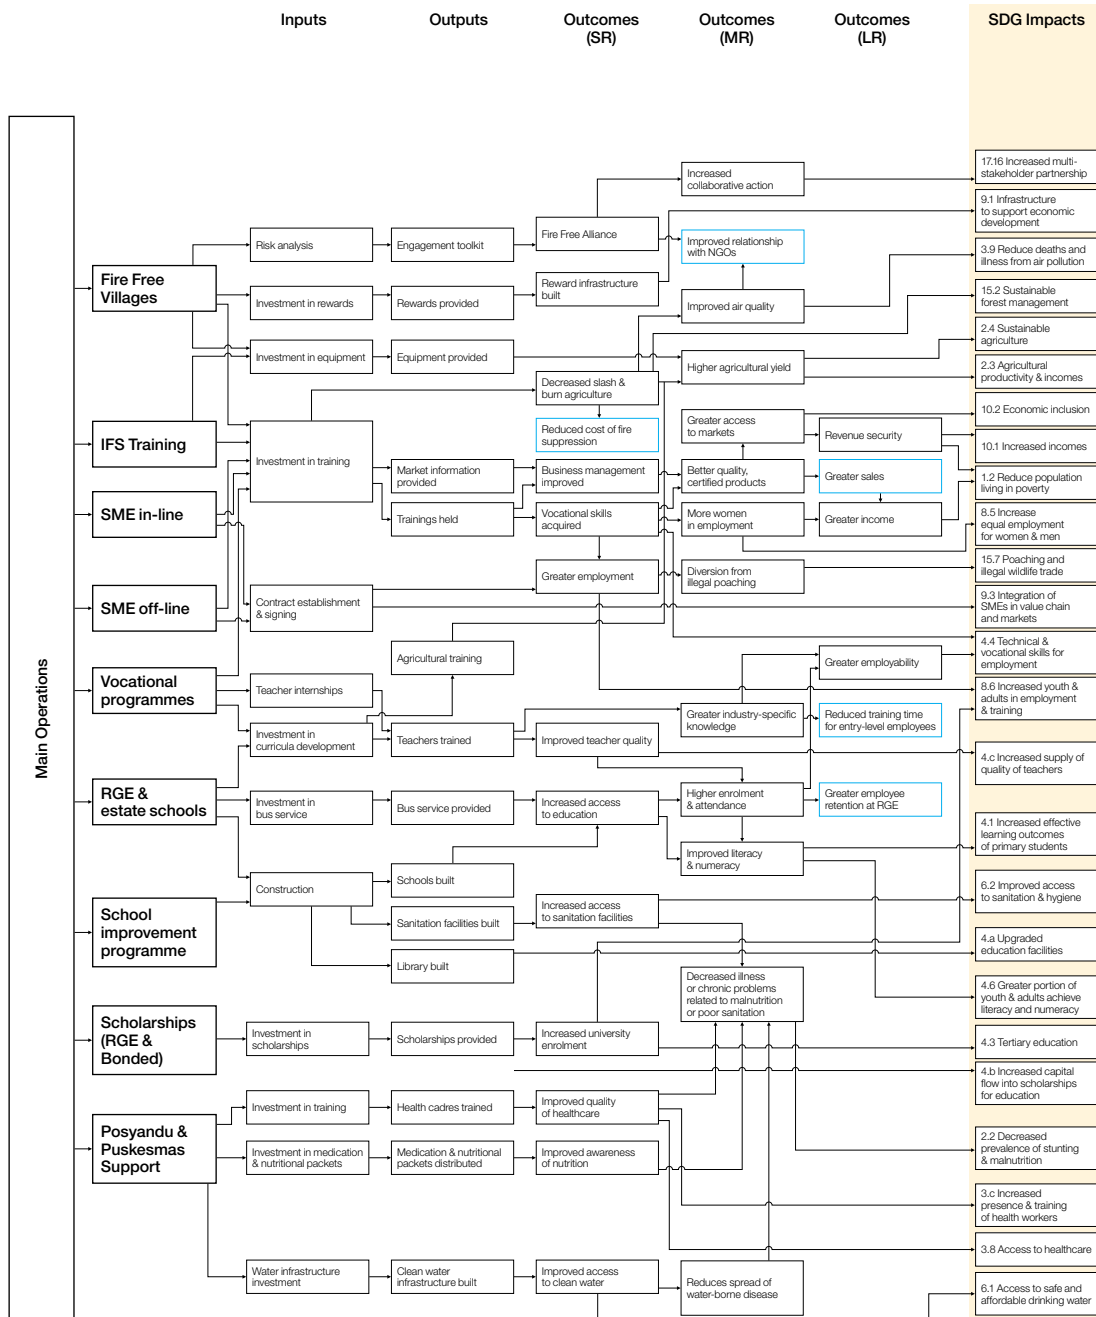 Inputs
Outputs
Outcomes
(SR)
Outcomes
(MR)
Outcomes
(LR)
SDG Impacts
Main Operations
Fire Free
Villages
IFS Training
SME in-line
SME off-line
Vocational
programmes
RGE &
estate schools
School
improvement
programme
Scholarships
(RGE &
Bonded)
Posyandu &
Puskesmas
Support
Risk analysis
Investment in rewards
Investment in equipment
Investment in training
Contract establishment
& signing
Teacher internships
Investment in
curricula development
Investment in
bus service
Construction
Investment in
scholarships
Investment in training
Investment in medication
& nutritional packets
Water infrastructure
investment
Engagement toolkit
Rewards provided
Equipment provided
Market information
provided
Trainings held
Agricultural training
Teachers trained
Bus service provided
Schools built
Sanitation facilities built
Library built
Scholarships provided
Health cadres trained
Medication & nutritional
packets distributed
Clean water
infrastructure built
Fire Free Alliance
Reward infrastructure
built
Decreased slash &
burn agriculture
Reduced cost of fire
suppression
Business management
improved
Vocational skills
acquired
Greater employment
Improved teacher quality
Increased access
to education
Increased access
to sanitation facilities
Increased university
enrolment
Improved quality
of healthcare
Improved awareness
of nutrition
Improved access
to clean water
Increased
collaborative action
Improved relationship
with NGOs
Improved air quality
Higher agricultural yield
Greater access
to markets
Better quality,
certified products
More women
in employment
Diversion from
illegal poaching
Greater industry-specific
knowledge
Higher enrolment
& attendance
Improved literacy
& numeracy
Decreased illness
or chronic problems
related to malnutrition
or poor sanitation
Reduces spread of
water-borne disease
Revenue security
Greater sales
Greater income
Greater employability
Reduced training time
for entry-level employees
Greater employee
retention at RGE
17.16 Increased multi-
stakeholder partnership
9.1 Infrastructure
to support economic
development
3.9 Reduce deaths and
illness from air pollution
15.2 Sustainable
forest management
2.4 Sustainable
agriculture
2.3 Agricultural
productivity & incomes
10.2 Economic inclusion
10.1 Increased incomes
1.2 Reduce population
living in poverty
8.5 Increase
equal employment
for women & men
15.7 Poaching and
illegal wildlife trade
9.3 Integration of
SMEs in value chain
and markets
4.4 Technical &
vocational skills for
employment
8.6 Increased youth &
adults in employment
& training
4.c Increased supply of
quality of teachers
4.1 Increased effective
learning outcomes
of primary students
6.2 Improved access
to sanitation & hygiene
4.a Upgraded
education facilities
4.6 Greater portion of
youth & adults achieve
literacy and numeracy
4.3 Tertiary education
4.b Increased capital
flow into scholarships
for education
2.2 Decreased
prevalence of stunting
& malnutrition
3.c Increased
presence & training
of health workers
3.8 Access to healthcare
6.1 Access to safe and
affordable drinking water